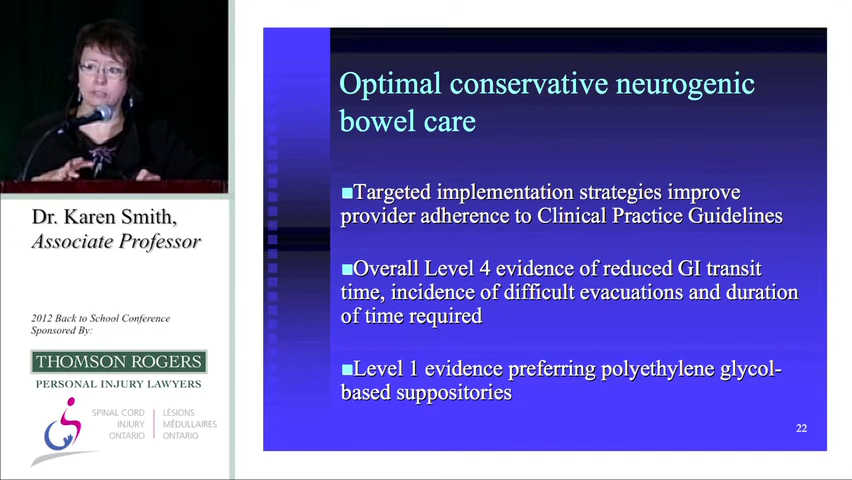 Dr. Karen Smith,
Associate Professor
2012 Back to School Conference
Sponsored By:
THOMSON ROGERS
PERSONAL INJURY LAWYERS
SPINAL CORD
INJURY
ONTARIO
LÉSIONS
MÉDULLAIRES
ONTARIO
Optimal conservative neurogenic
bowel care
■Targeted implementation strategies improve
provider adherence to Clinical Practice Guidelines
■Overall Level 4 evidence of reduced GI transit
time, incidence of difficult evacuations and duration
of time required
■Level 1 evidence preferring polyethylene glycol-
based suppositories
22